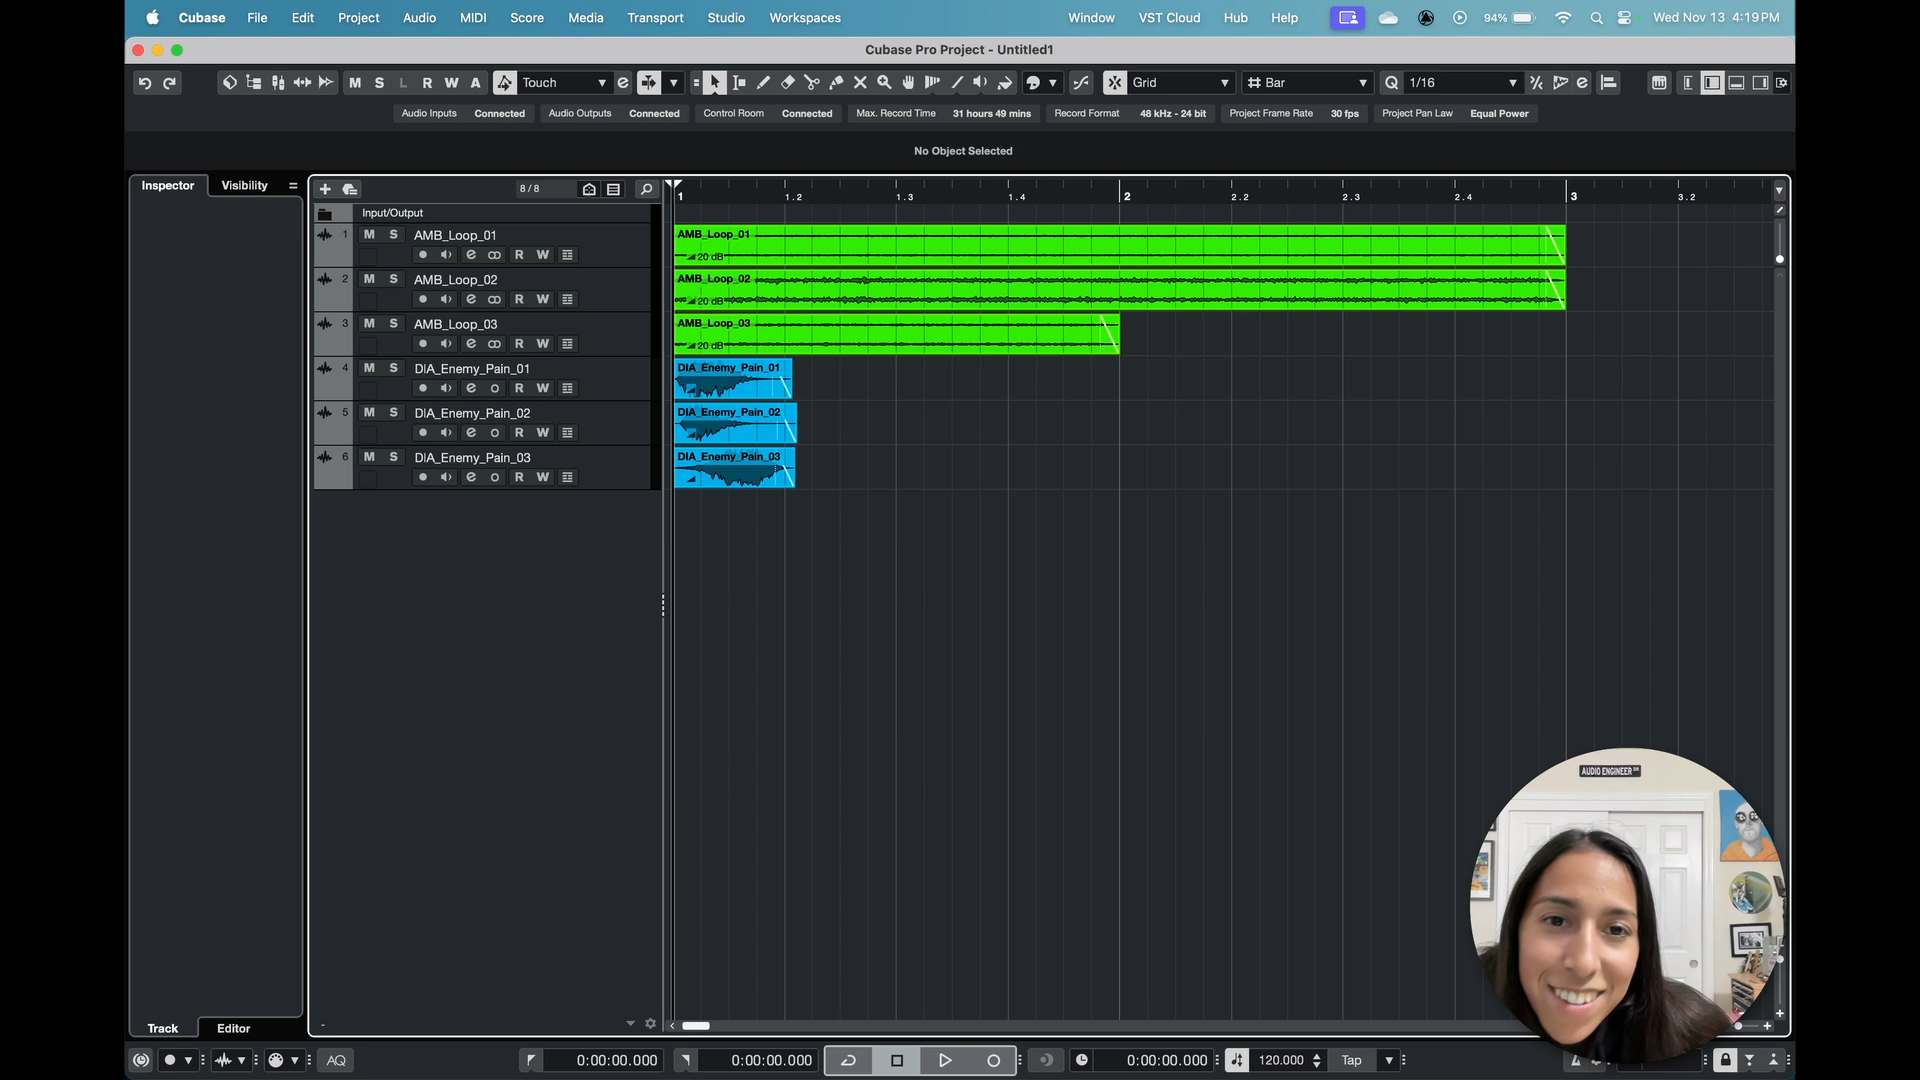 Cubase File Edit Project Audio MIDI Score Media Transport Studio Workspaces Window VST Cloud Hub Help 94% Wed Nov 13 4:19 PM
Cubase Pro Project - Untitled1
M S L R W A Touch e Grid Bar Q 1/16 e
Audio Inputs Connected Audio Outputs Connected Control Room Connected Max. Record Time 31 hours 49 mins Record Format 48 kHz - 24 bit Project Frame Rate 30 fps Project Pan Law Equal Power
No Object Selected
Inspector Visibility 8 / 8
1 1.2 1.3 1.4 2 2.2 2.3 2.4 3 3.2
Input/Output
1 M S AMB_Loop_01
e R W
AMB_Loop_01
20 dB
2 M S AMB_Loop_02
e R W
AMB_Loop_02
20 dB
3 M S AMB_Loop_03
e R W
AMB_Loop_03
20 dB
4 M S DIA_Enemy_Pain_01
e R W
DIA_Enemy_Pain_01
5 M S DIA_Enemy_Pain_02
e R W
DIA_Enemy_Pain_02
6 M S DIA_Enemy_Pain_03
e R W
DIA_Enemy_Pain_03
AUDIO ENGINEER DR
Track Editor
AQ 0:00:00.000 0:00:00.000 0:00:00.000 120.000 Tap